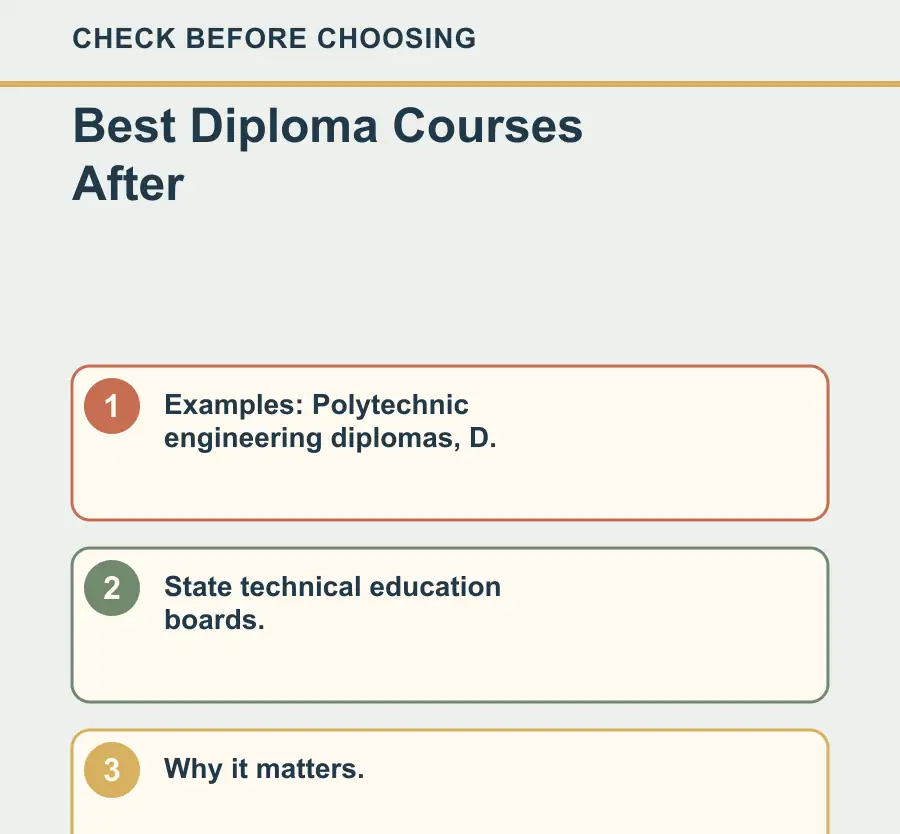 CHECK BEFORE CHOOSING
Best Diploma Courses
After
1
Examples: Polytechnic
engineering diplomas, D.
2
State technical education
boards.
3
Why it matters.